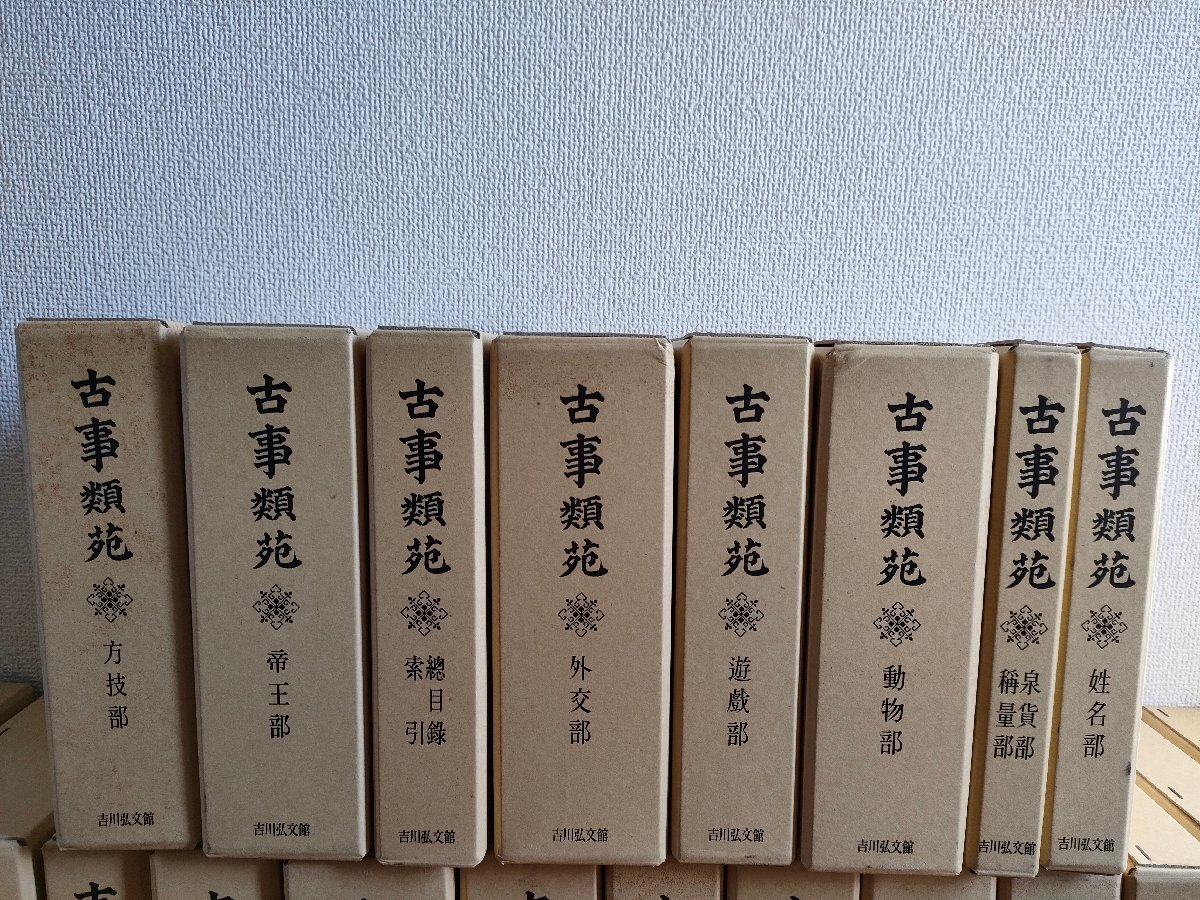 古事類苑
方技部
吉川弘文館
古事類苑
帝王部
吉川弘文館
古事類苑
總目錄
索引
吉川弘文館
古事類苑
外交部
吉川弘文館
古事類苑
遊戲部
吉川弘文館
古事類苑
動物部
吉川弘文館
古事類苑
泉貨部
稱量部
吉川弘文館
古事類苑
姓名部
吉川弘文館